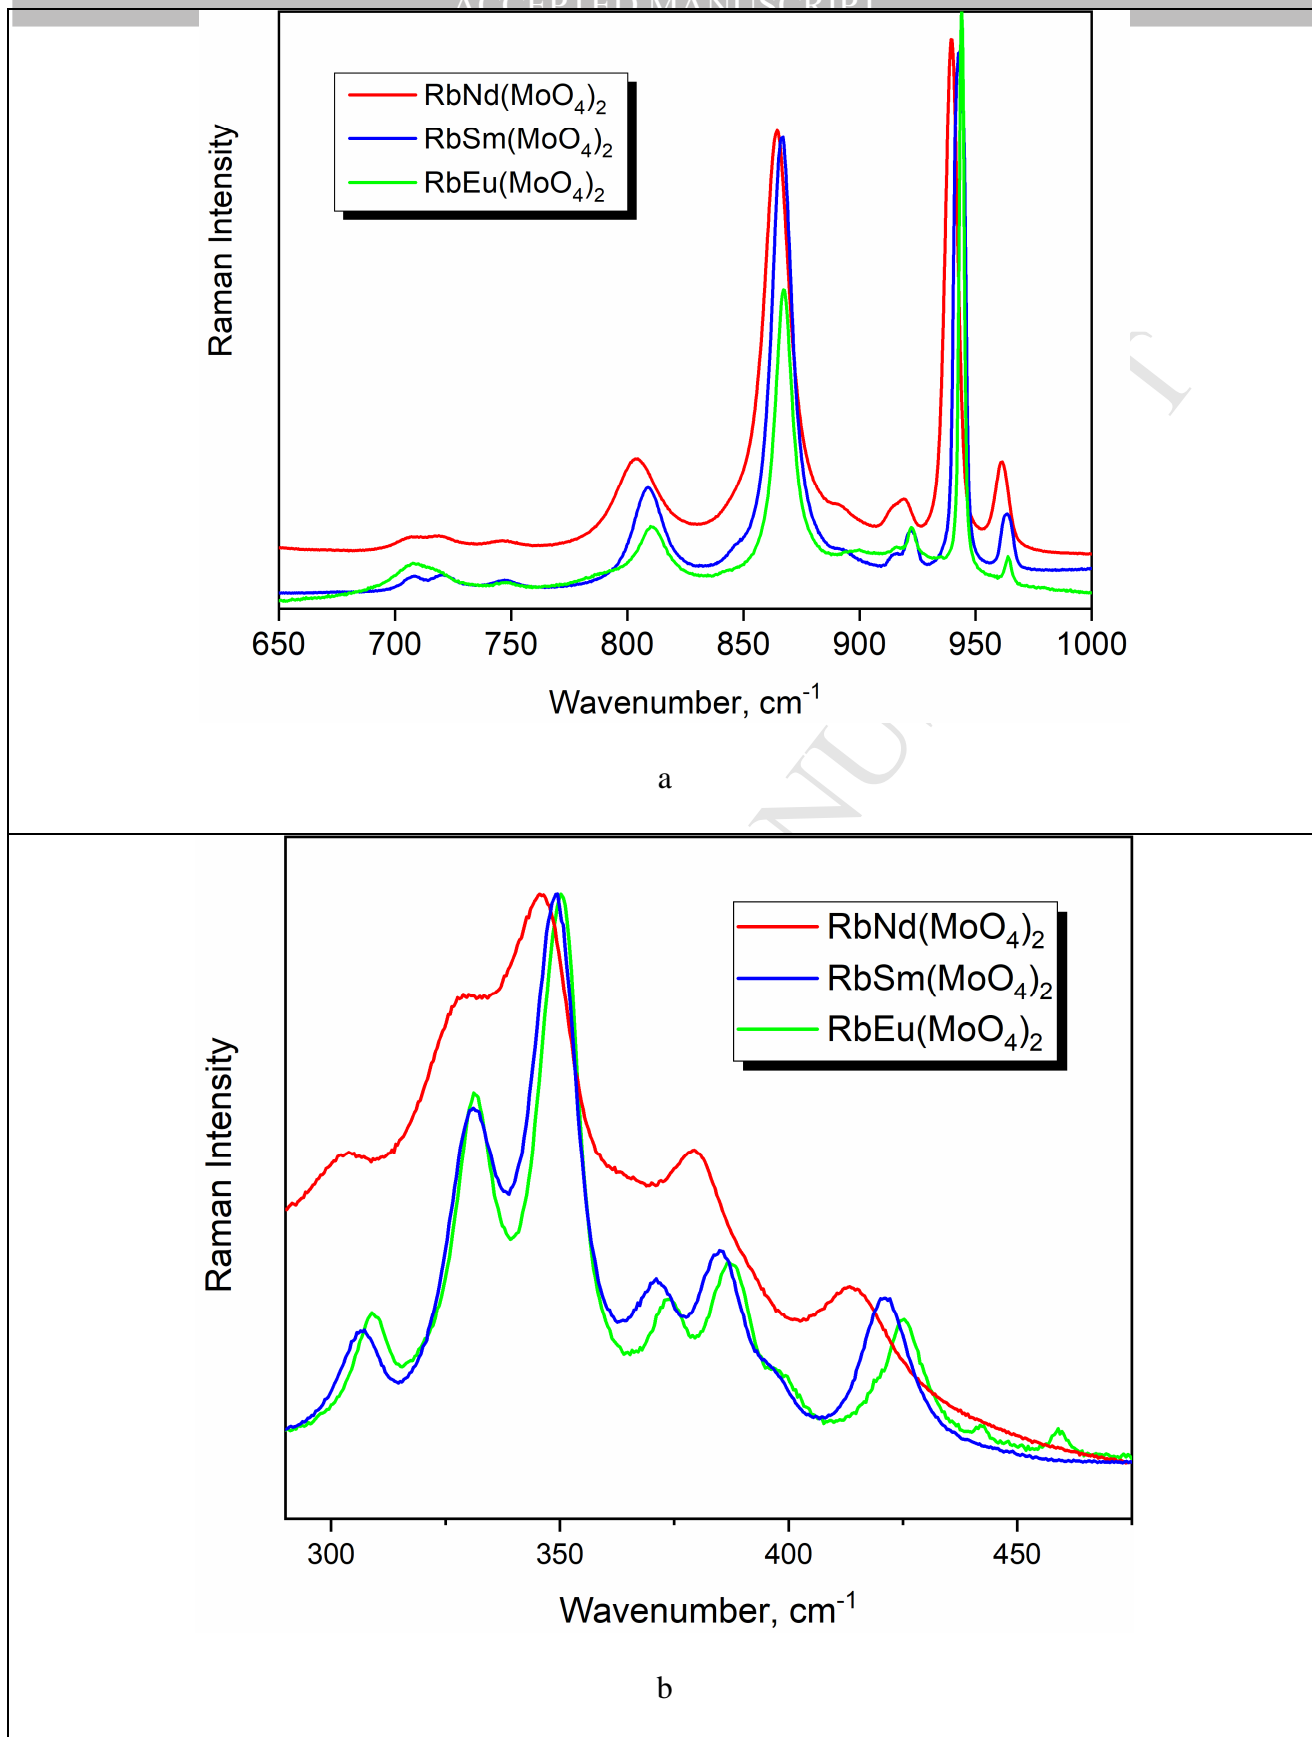 ACCEPTED MANUSCRIPT
RbNd(MoO₄)₂
RbSm(MoO₄)₂
RbEu(MoO₄)₂
Raman Intensity
650 700 750 800 850 900 950 1000
Wavenumber, cm⁻¹
a
RbNd(MoO₄)₂
RbSm(MoO₄)₂
RbEu(MoO₄)₂
Raman Intensity
300 350 400 450
Wavenumber, cm⁻¹
b